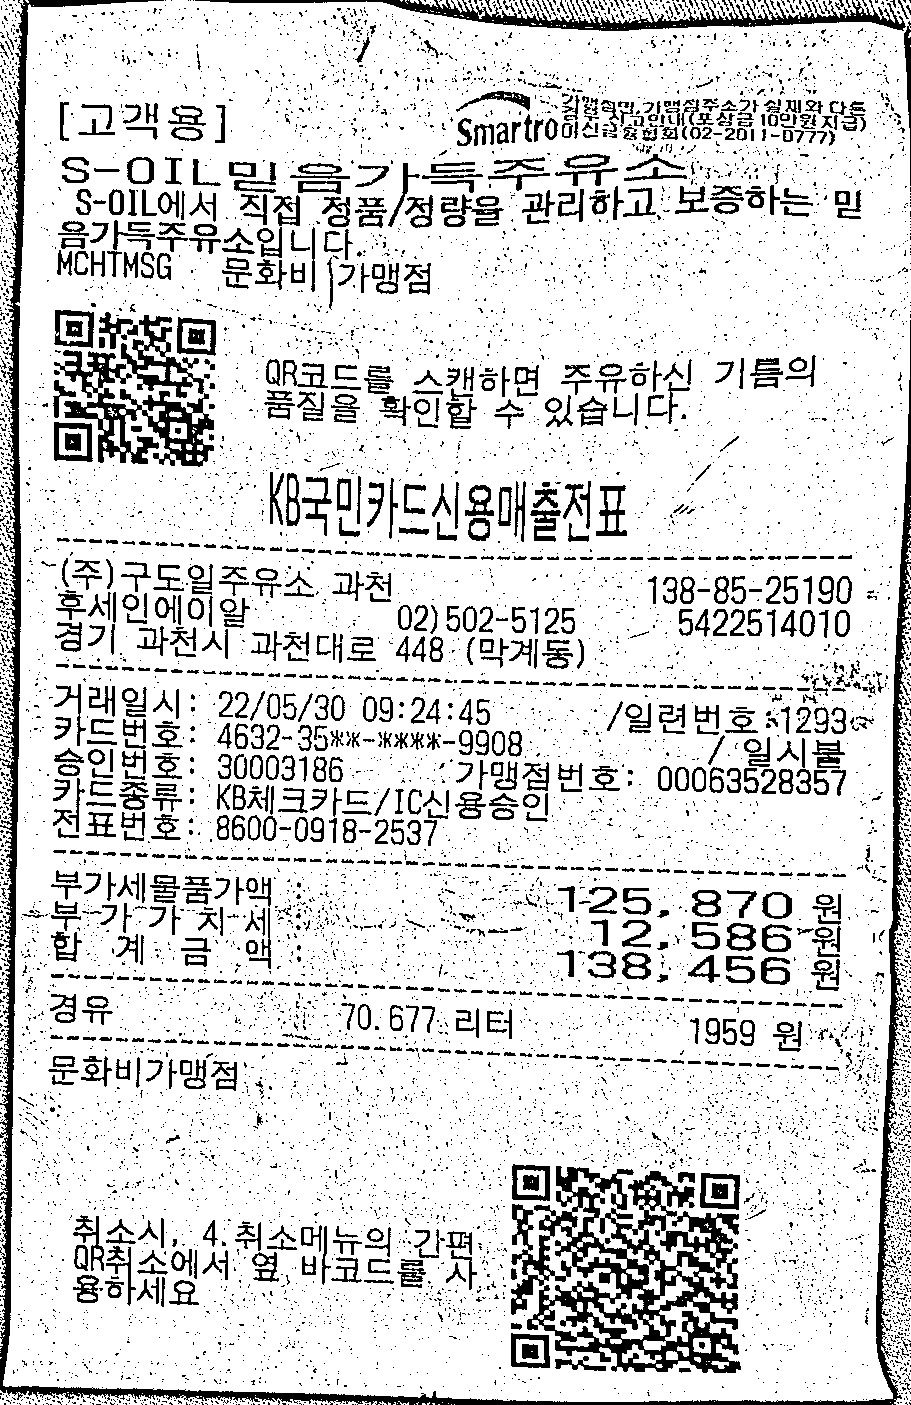 [고객용]
Smartro 가맹점명, 가맹점주소가 실제와 다른
경우 신고안내(포상금 10만원 지급)
여신금융협회(02-2011-0777)
S-OIL믿음가득주유소
S-OIL에서 직접 정품/정량을 관리하고 보증하는 믿
음가득주유소입니다.
MCHTMSG 문화비 가맹점
QR코드를 스캔하면 주유하신 기름의
품질을 확인할 수 있습니다.
KB국민카드신용매출전표
(주)구도일주유소 과천 138-85-25190
후세인에이알 02)502-5125 5422514010
경기 과천시 과천대로 448 (막계동)
거래일시: 22/05/30 09:24:45 /일련번호:1293
카드번호: 4632-35**-****-9908 / 일시불
승인번호: 30003186 가맹점번호: 00063528357
카드종류: KB체크카드/IC신용승인
전표번호: 8600-0918-2537
부가세물품가액 : 125,870 원
부 가 가 치 세 : 12,586 원
합 계 금 액 : 138,456 원
경유 70.677 리터 1959 원
문화비가맹점
취소시, 4.취소메뉴의 간편
QR취소에서 옆 바코드를 사
용하세요